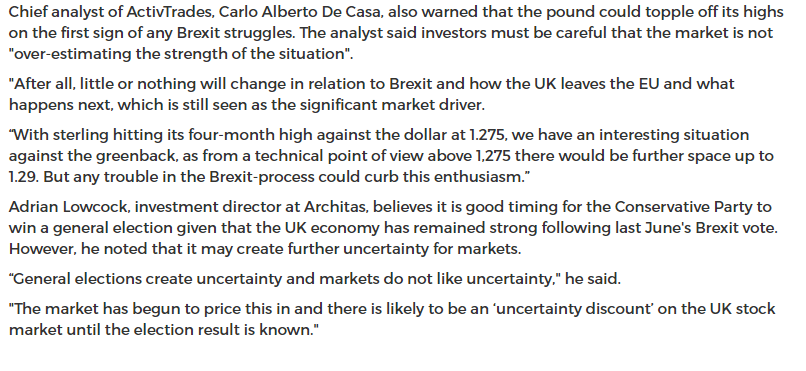 Chief analyst of ActivTrades, Carlo Alberto De Casa, also warned that the pound could topple off its highs
on the first sign of any Brexit struggles. The analyst said investors must be careful that the market is not
"over-estimating the strength of the situation".
"After all, little or nothing will change in relation to Brexit and how the UK leaves the EU and what
happens next, which is still seen as the significant market driver.
“With sterling hitting its four-month high against the dollar at 1.275, we have an interesting situation
against the greenback, as from a technical point of view above 1,275 there would be further space up to
1.29. But any trouble in the Brexit-process could curb this enthusiasm.”
Adrian Lowcock, investment director at Architas, believes it is good timing for the Conservative Party to
win a general election given that the UK economy has remained strong following last June's Brexit vote.
However, he noted that it may create further uncertainty for markets.
“General elections create uncertainty and markets do not like uncertainty," he said.
"The market has begun to price this in and there is likely to be an ‘uncertainty discount’ on the UK stock
market until the election result is known."